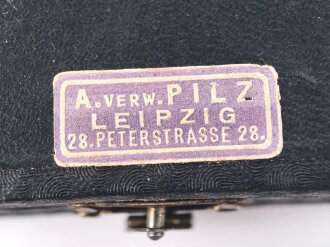 A. VERW. PILZ
LEIPZIG
28. PETERSTRASSE 28.